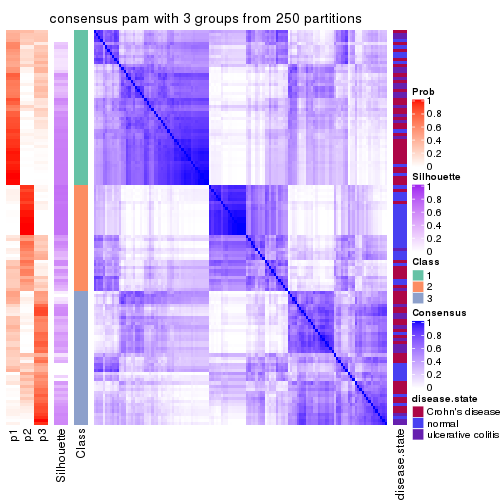 consensus pam with 3 groups from 250 partitions
Prob
1
0.8
0.6
0.4
0.2
0
Silhouette
1
0.8
0.6
0.4
0.2
0
Class
1
2
3
Consensus
1
0.8
0.6
0.4
0.2
0
disease.state
Crohn's disease
normal
ulcerative colitis
p1
p2
p3
Silhouette
Class
disease.state